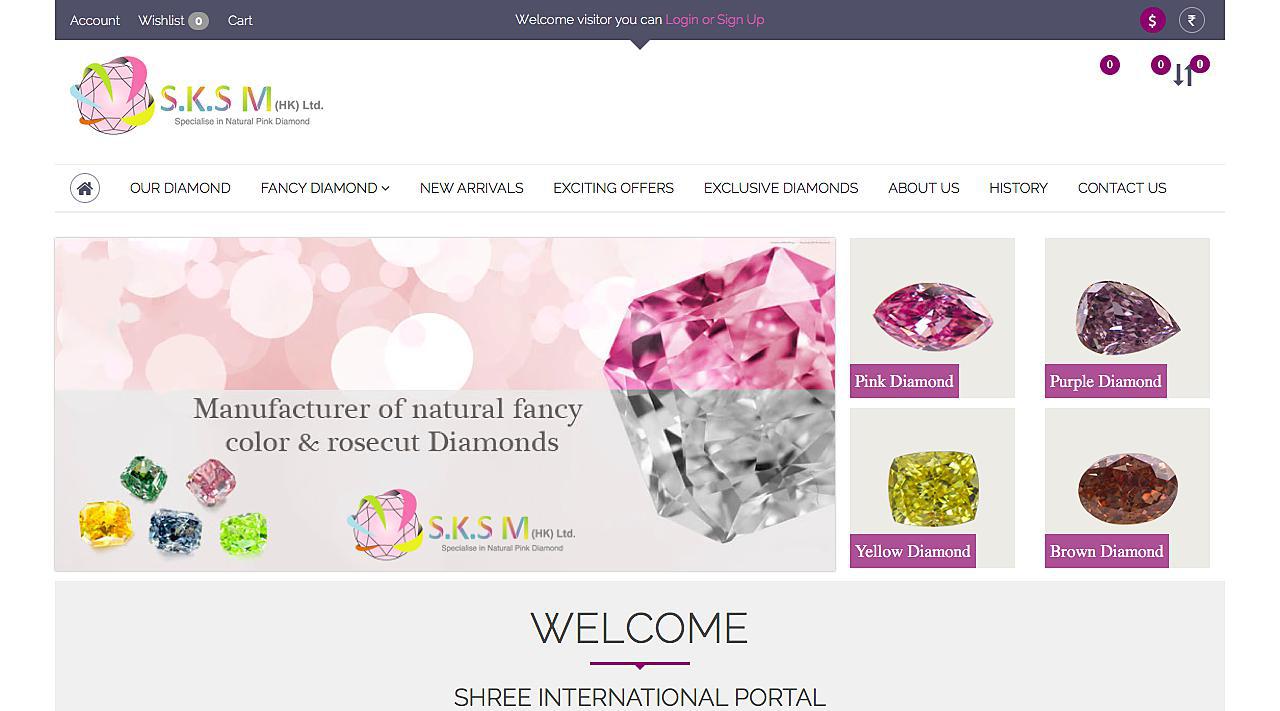 Account Wishlist 0 Cart
Welcome visitor you can Login or Sign Up
$ ₹
S.K.S M (HK) Ltd.
Specialise in Natural Pink Diamond
0 0 0
OUR DIAMOND FANCY DIAMOND NEW ARRIVALS EXCITING OFFERS EXCLUSIVE DIAMONDS ABOUT US HISTORY CONTACT US
Manufacturer of natural fancy
color & rosecut Diamonds
S.K.S M (HK) Ltd.
Specialise in Natural Pink Diamond
Pink Diamond
Purple Diamond
Yellow Diamond
Brown Diamond
WELCOME
SHREE INTERNATIONAL PORTAL